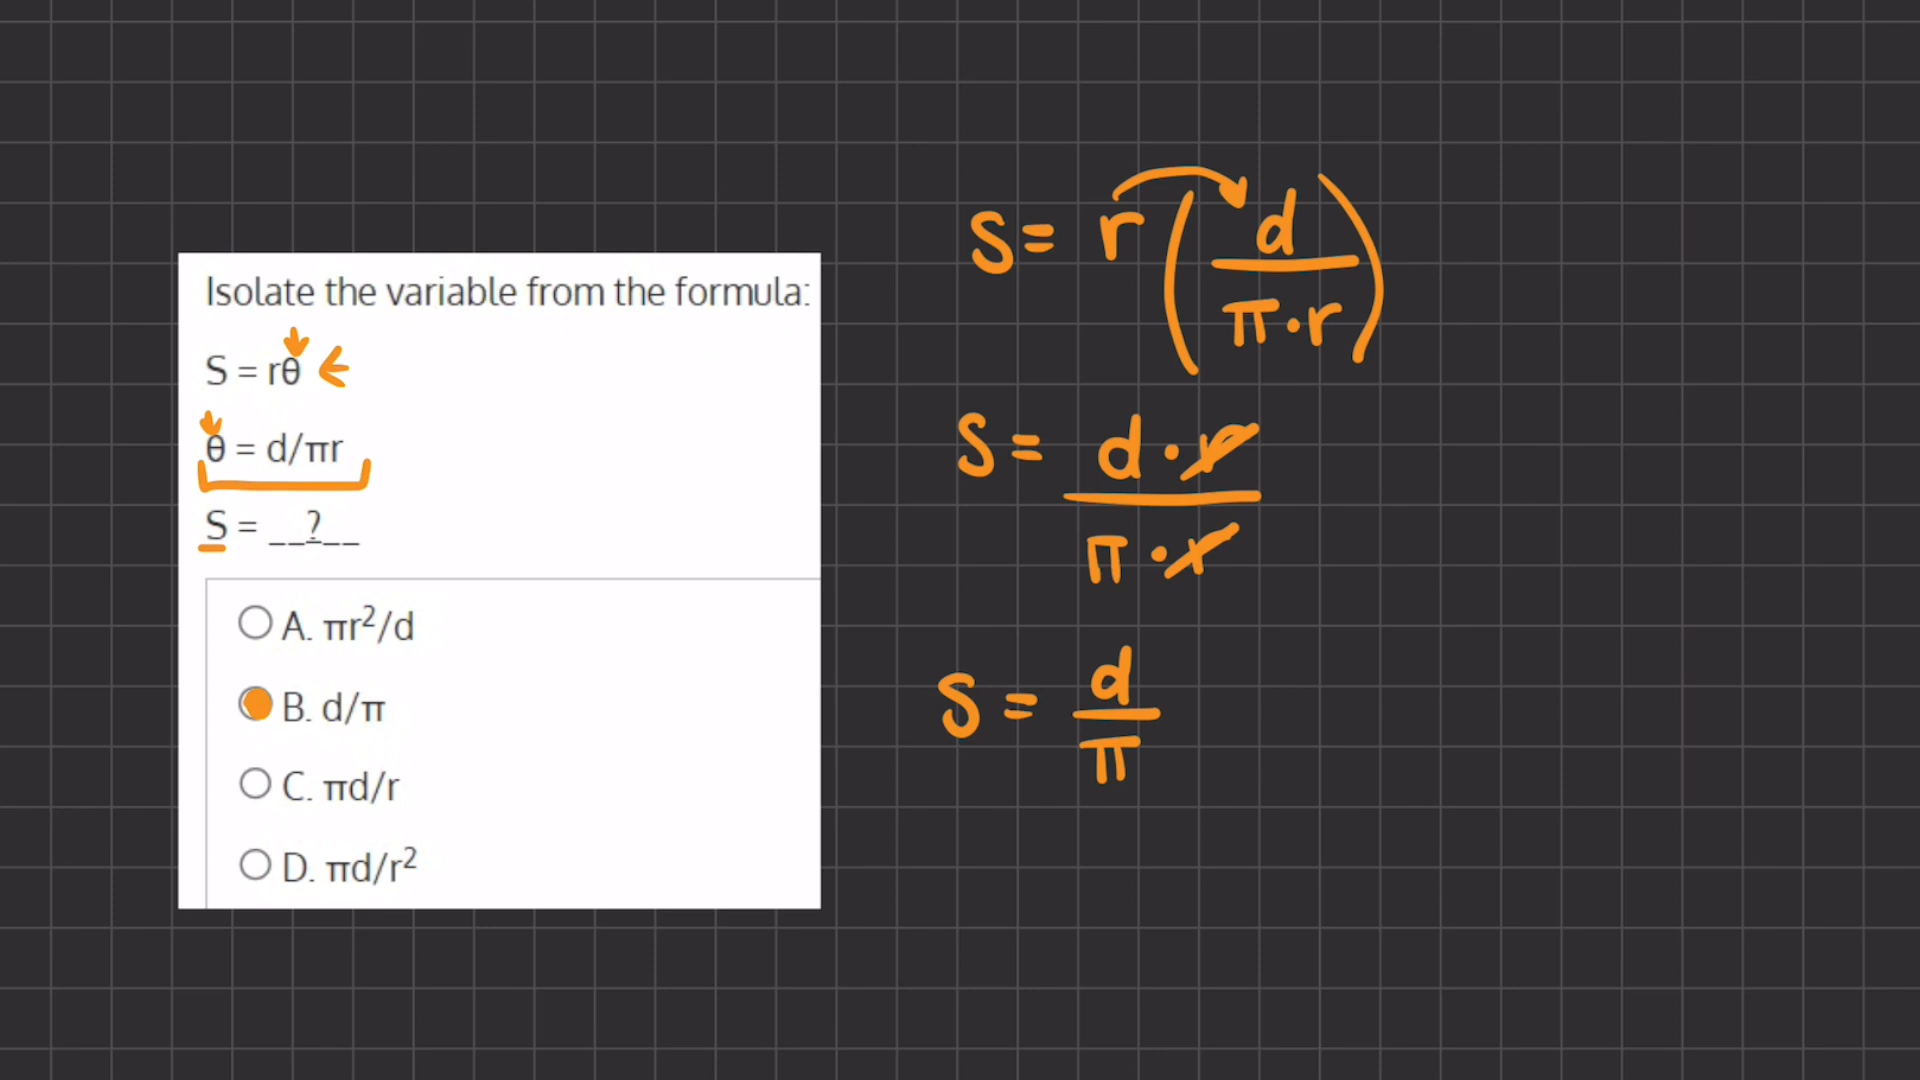 Isolate the variable from the formula:
S = rθ
θ = d/πr
S = __?__
A. πr²/d
B. d/π
C. πd/r
D. πd/r²
S = r ( d / π · r )
S = d · r / π · r
S = d / π